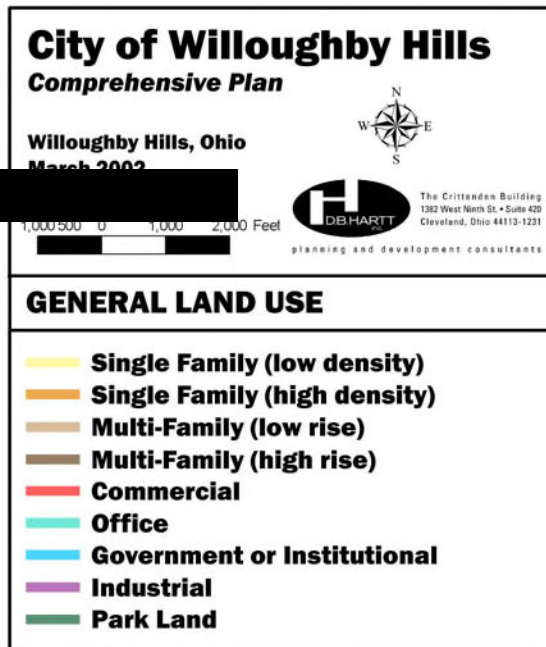 City of Willoughby Hills
Comprehensive Plan
N
W E
S
Willoughby Hills, Ohio
March 2002
1,000 500 0 1,000 2,000 Feet
H
D.B.HARTT
inc.
The Crittenden Building
1382 West Ninth St. • Suite 420
Cleveland, Ohio 44113-1231
planning and development consultants
GENERAL LAND USE
Single Family (low density)
Single Family (high density)
Multi-Family (low rise)
Multi-Family (high rise)
Commercial
Office
Government or Institutional
Industrial
Park Land